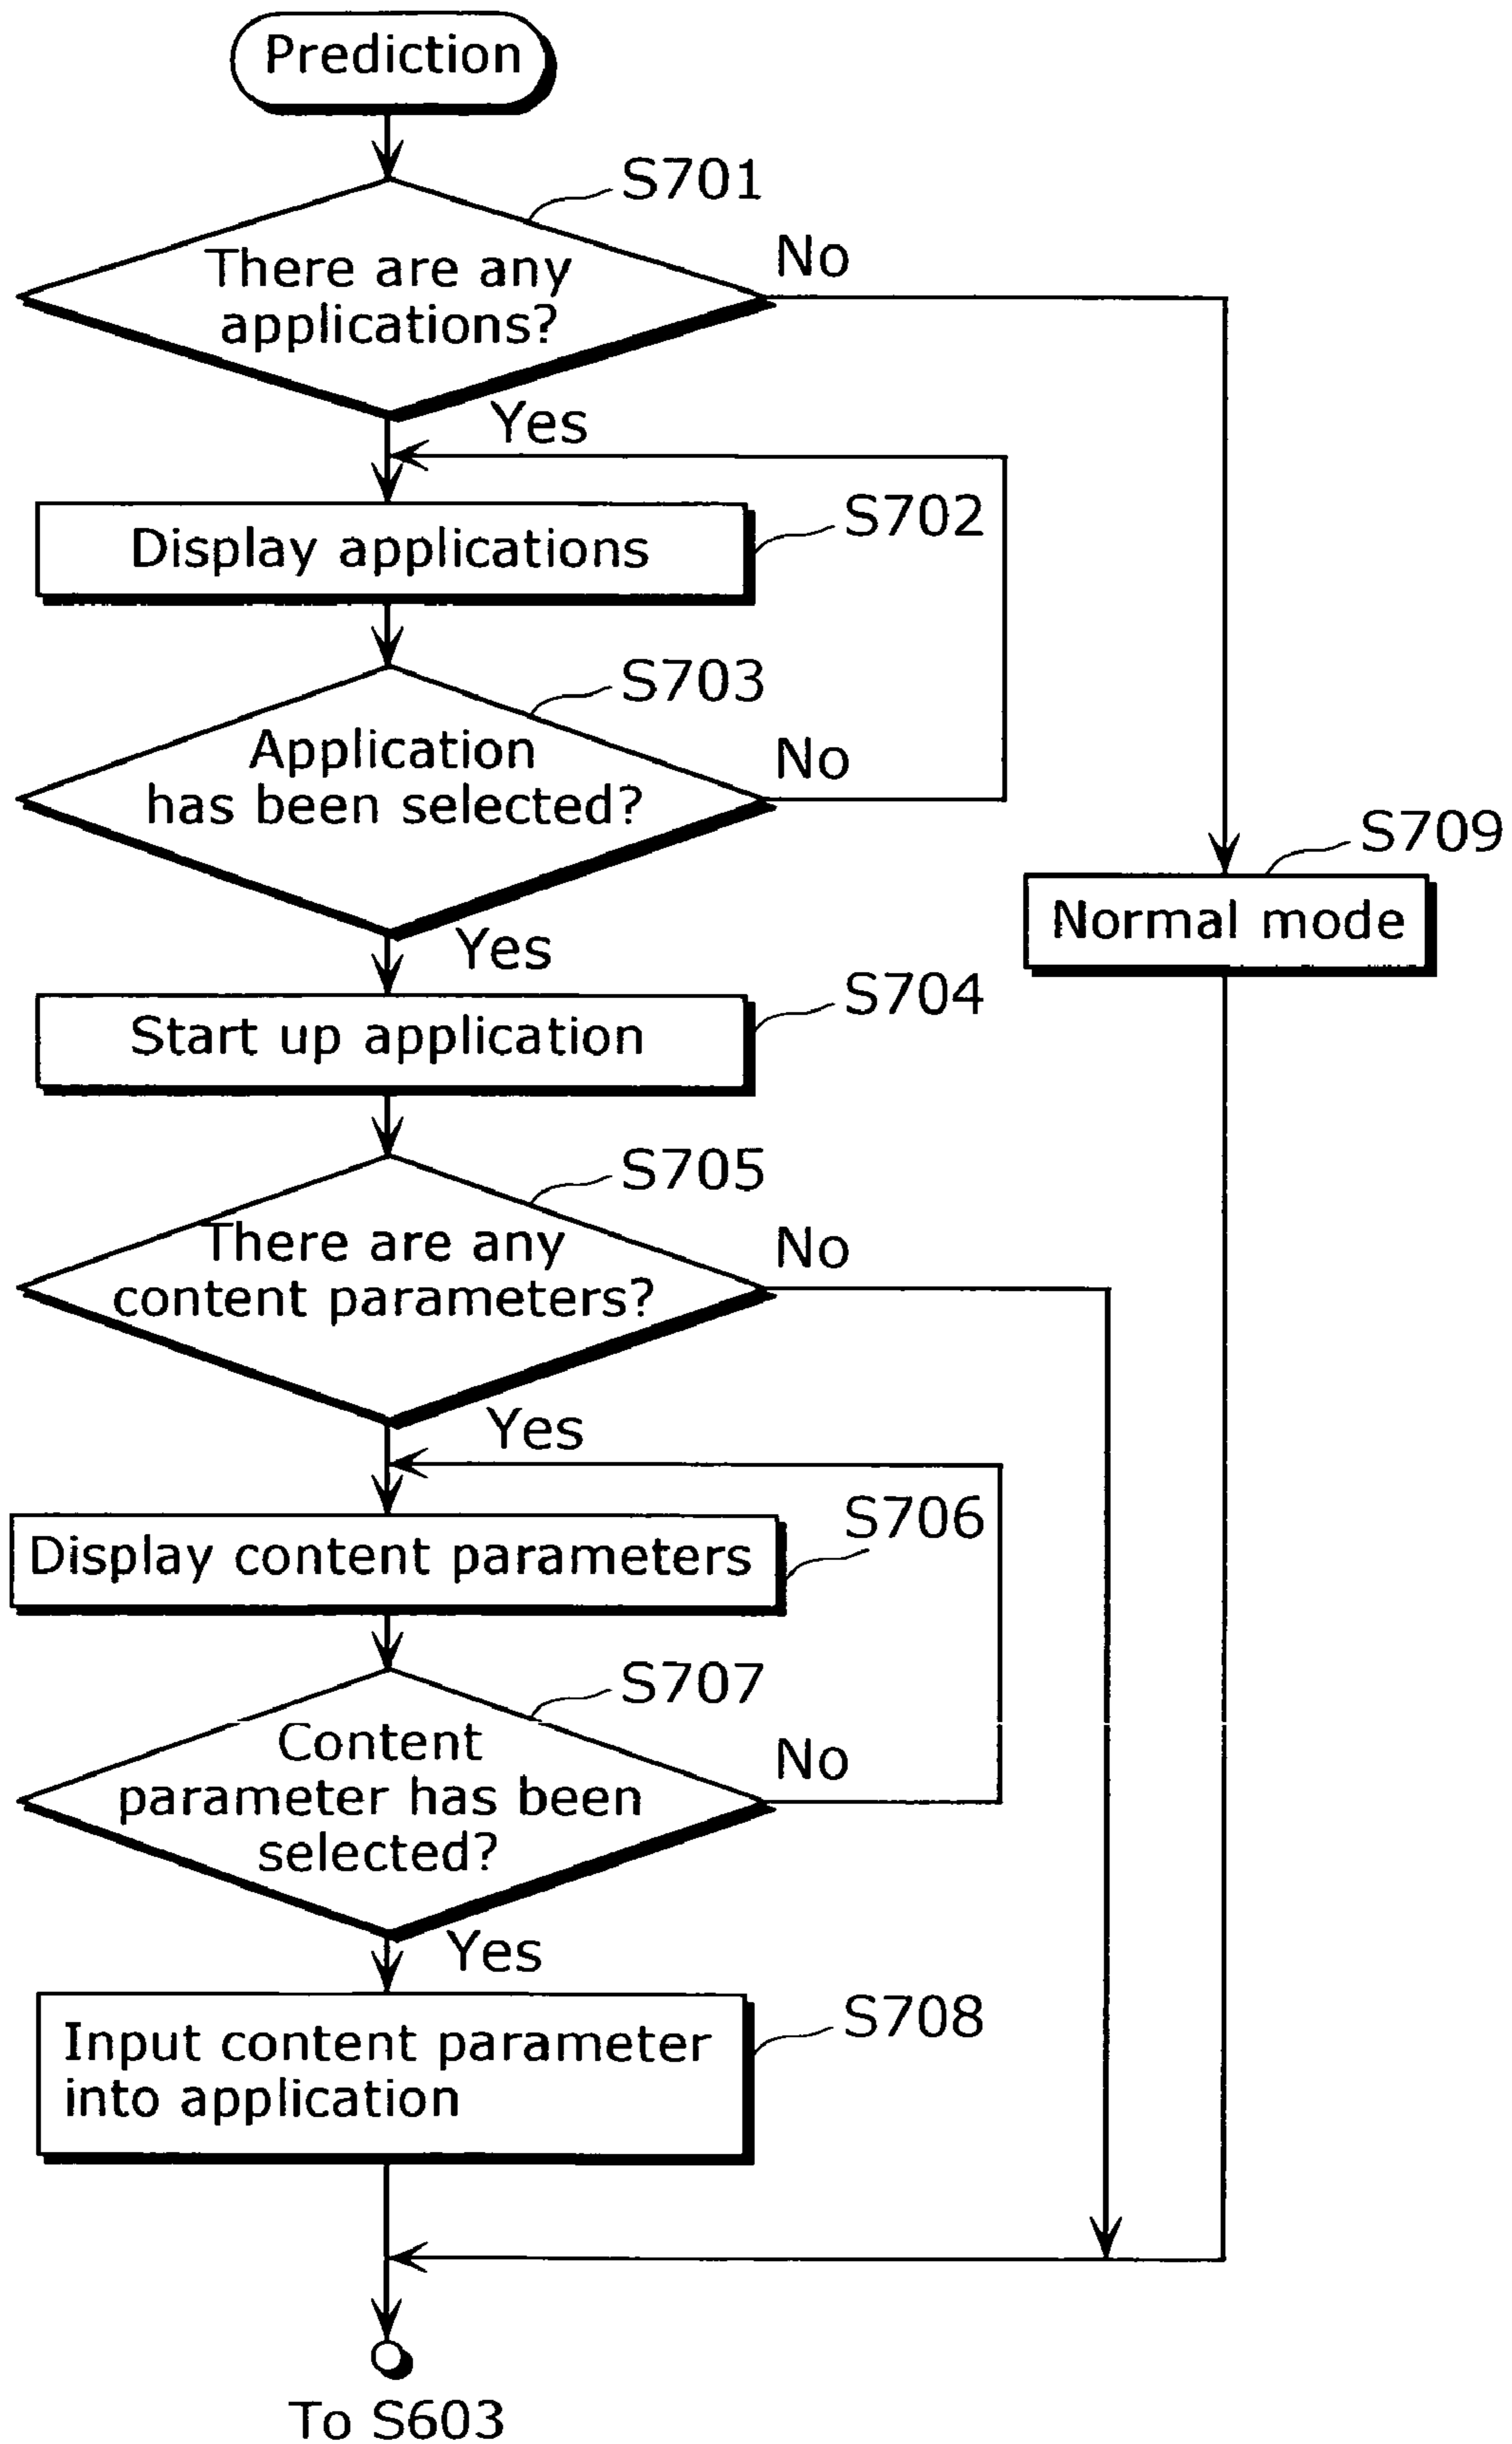 Prediction
S701
There are any
applications?
No
Yes
S702
Display applications
S703
Application
has been selected?
No
S709
Normal mode
Yes
S704
Start up application
S705
There are any
content parameters?
No
Yes
S706
Display content parameters
S707
Content
parameter has been
selected?
No
Yes
S708
Input content parameter
into application
To S603